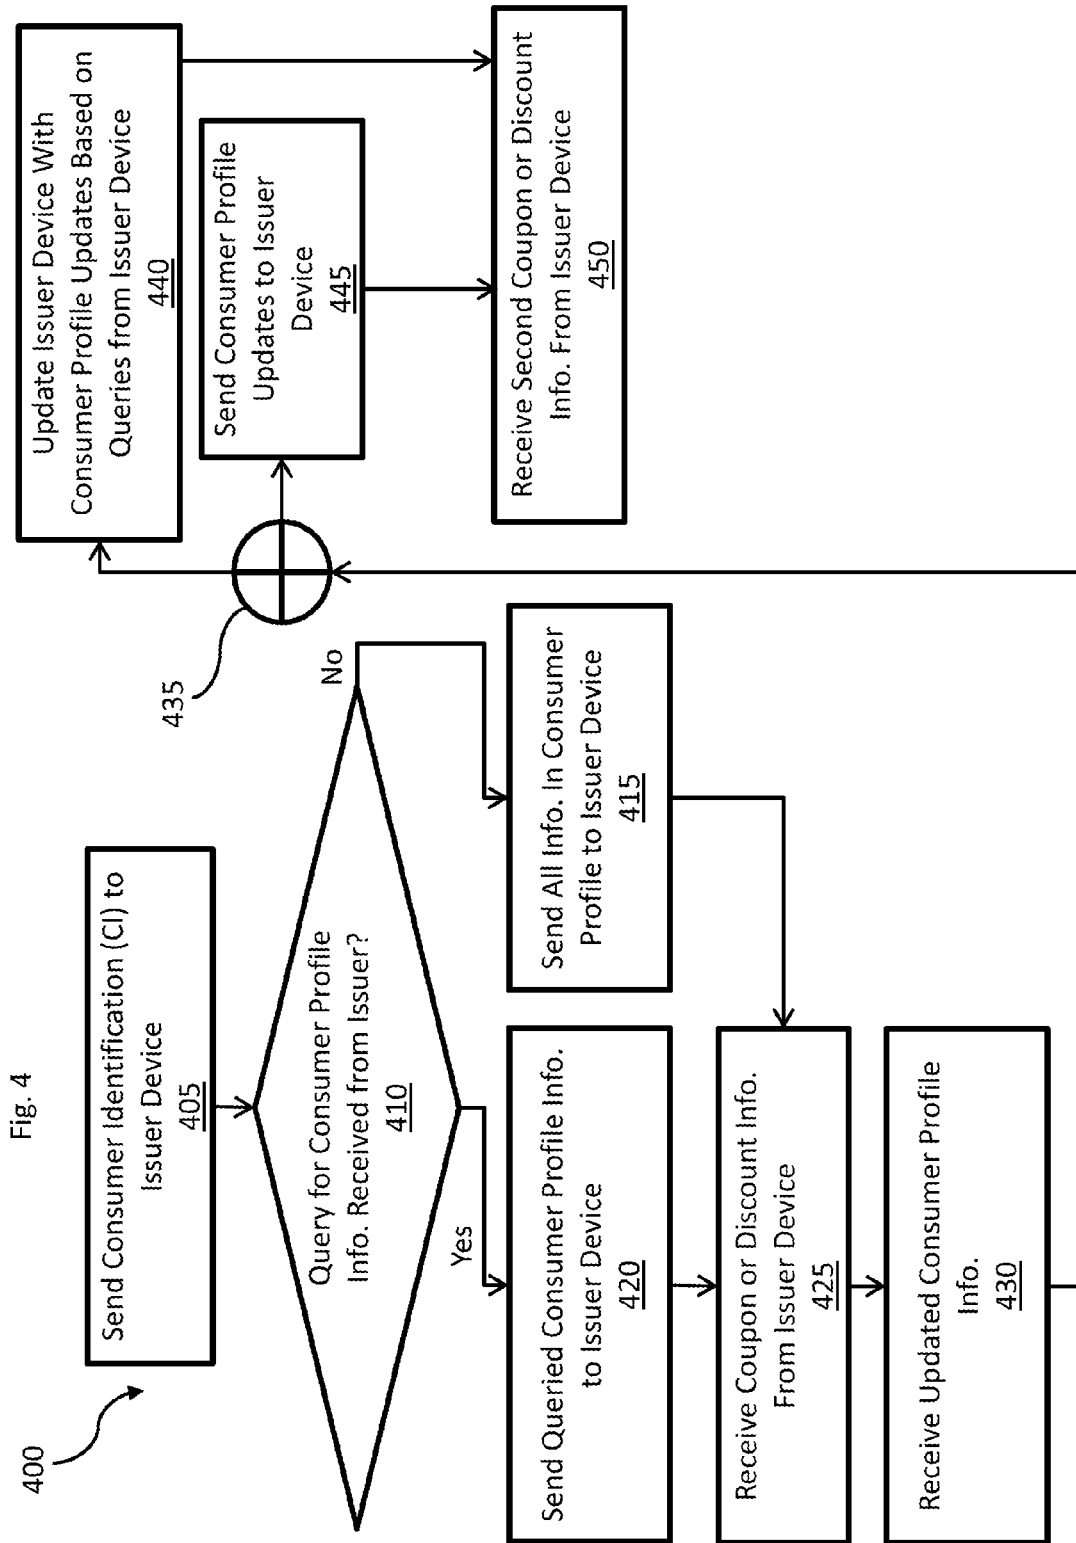 Fig. 4
400
Send Consumer Identification (CI) to
Issuer Device
405
Query for Consumer Profile
Info. Received from Issuer?
410
Yes
No
Send Queried Consumer Profile Info.
to Issuer Device
420
Send All Info. In Consumer
Profile to Issuer Device
415
Receive Coupon or Discount Info.
From Issuer Device
425
Receive Updated Consumer Profile
Info.
430
435
Update Issuer Device With
Consumer Profile Updates Based on
Queries from Issuer Device
440
Send Consumer Profile
Updates to Issuer
Device
445
Receive Second Coupon or Discount
Info. From Issuer Device
450